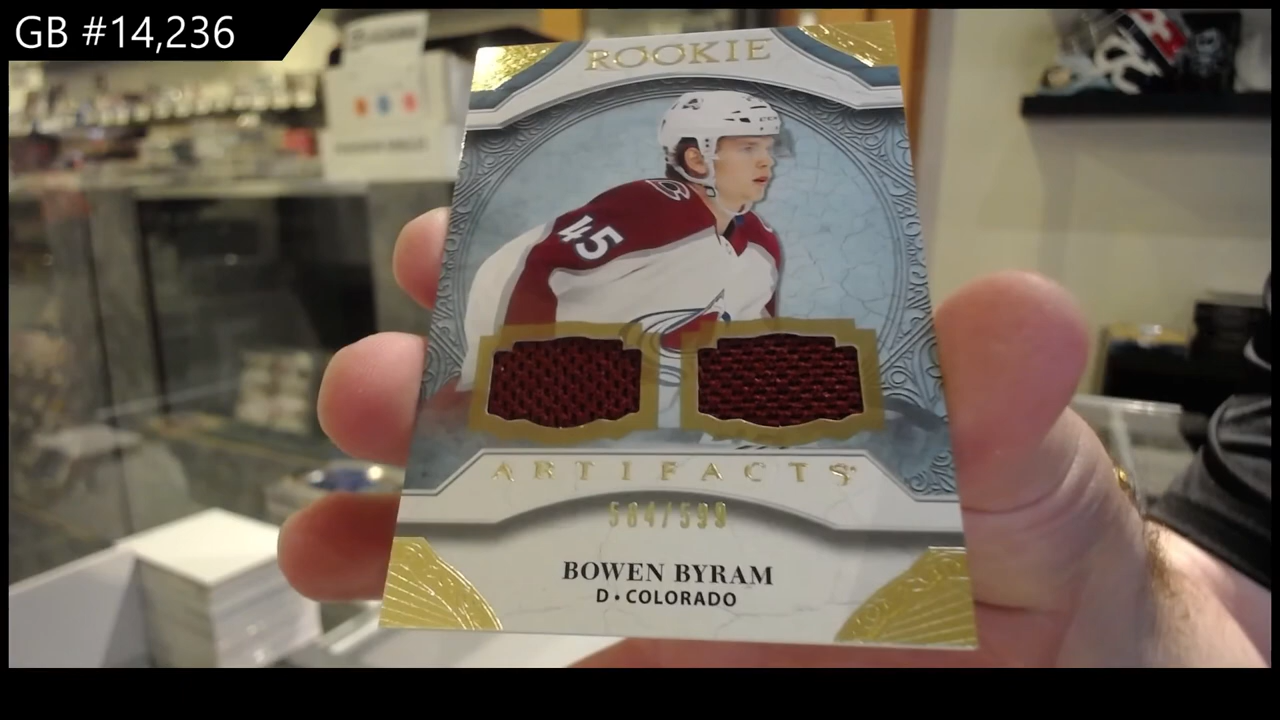 GB #14,236
ROOKIE
45
ARTIFACTS
584/599
BOWEN BYRAM
D • COLORADO